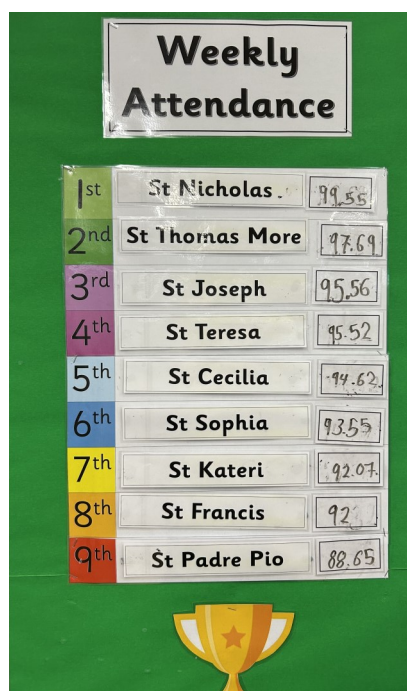 Weekly
Attendance
1st St Nicholas 99.55
2nd St Thomas More 97.69
3rd St Joseph 95.56
4th St Teresa 95.52
5th St Cecilia 94.62
6th St Sophia 93.55
7th St Kateri 92.07
8th St Francis 92
9th St Padre Pio 88.65